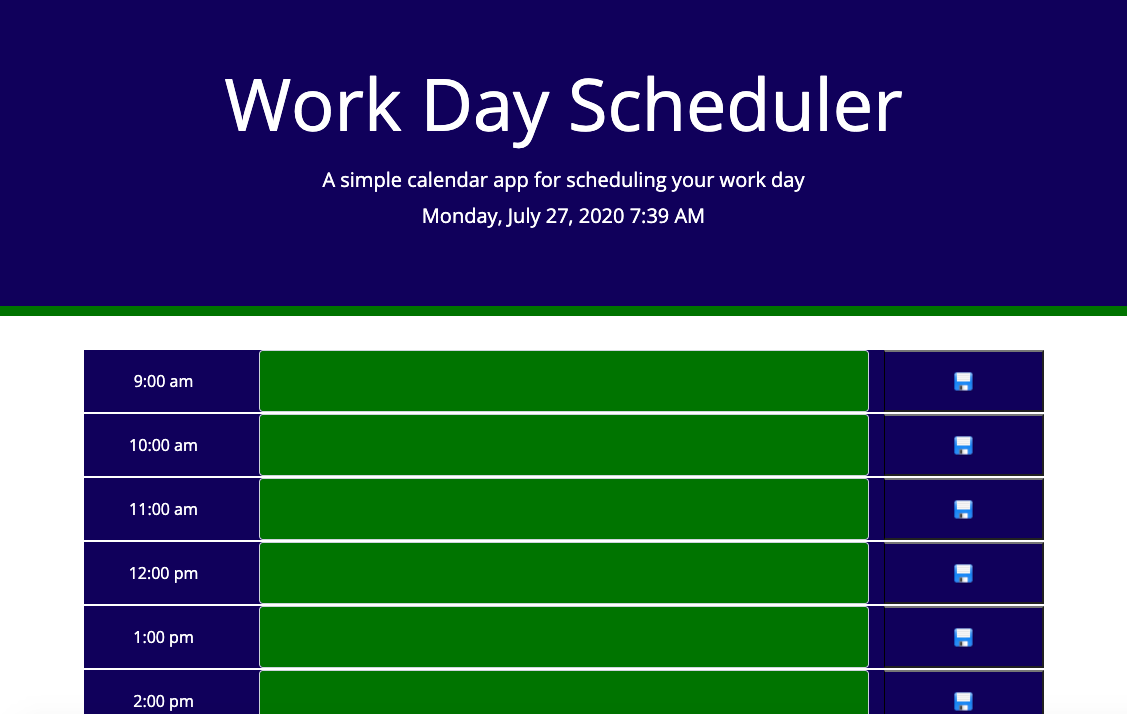 Work Day Scheduler
A simple calendar app for scheduling your work day
Monday, July 27, 2020 7:39 AM
9:00 am
10:00 am
11:00 am
12:00 pm
1:00 pm
2:00 pm